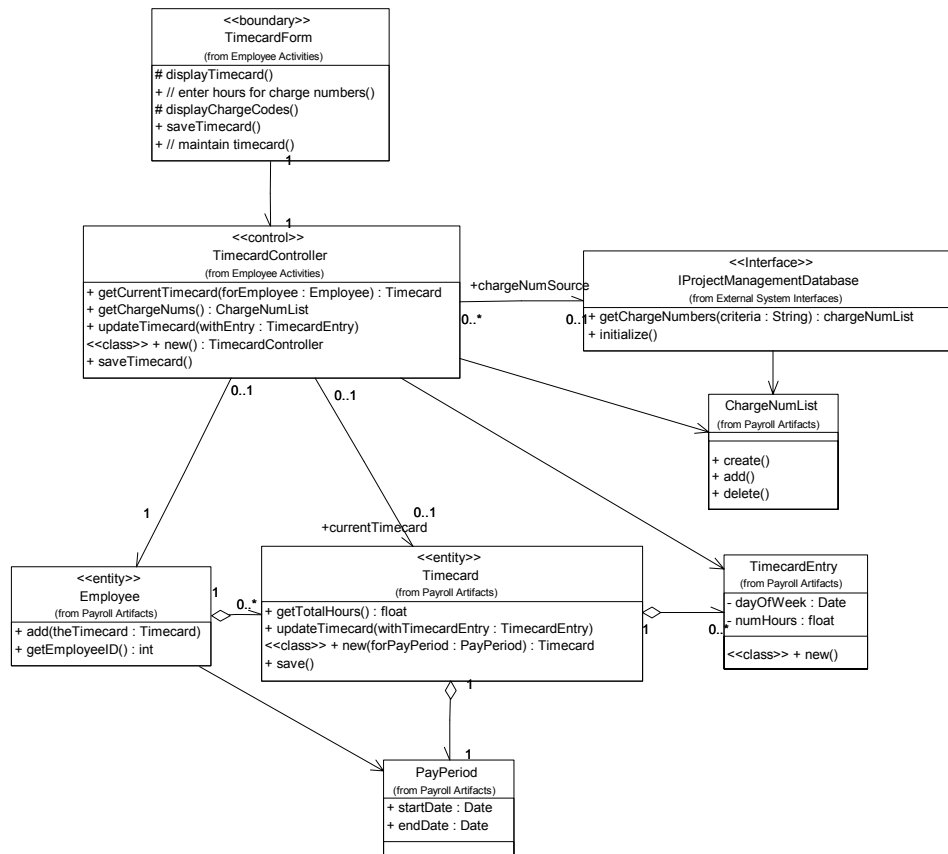 <<boundary>>
TimecardForm
(from Employee Activities)
# displayTimecard()
+ // enter hours for charge numbers()
# displayChargeCodes()
+ saveTimecard()
+ // maintain timecard()
1
1
<<control>>
TimecardController
(from Employee Activities)
+ getCurrentTimecard(forEmployee : Employee) : Timecard
+ getChargeNums() : ChargeNumList
+ updateTimecard(withEntry : TimecardEntry)
<<class>> + new() : TimecardController
+ saveTimecard()
+chargeNumSource
0..*
0..1
<<Interface>>
IProjectManagementDatabase
(from External System Interfaces)
+ getChargeNumbers(criteria : String) : chargeNumList
+ initialize()
ChargeNumList
(from Payroll Artifacts)
+ create()
+ add()
+ delete()
0..1
0..1
1
0..1
+currentTimecard
<<entity>>
Employee
(from Payroll Artifacts)
+ add(theTimecard : Timecard)
+ getEmployeeID() : int
1
0..*
<<entity>>
Timecard
(from Payroll Artifacts)
+ getTotalHours() : float
+ updateTimecard(withTimecardEntry : TimecardEntry)
<<class>> + new(forPayPeriod : PayPeriod) : Timecard
+ save()
1
0..*
TimecardEntry
(from Payroll Artifacts)
- dayOfWeek : Date
- numHours : float
<<class>> + new()
1
1
PayPeriod
(from Payroll Artifacts)
+ startDate : Date
+ endDate : Date